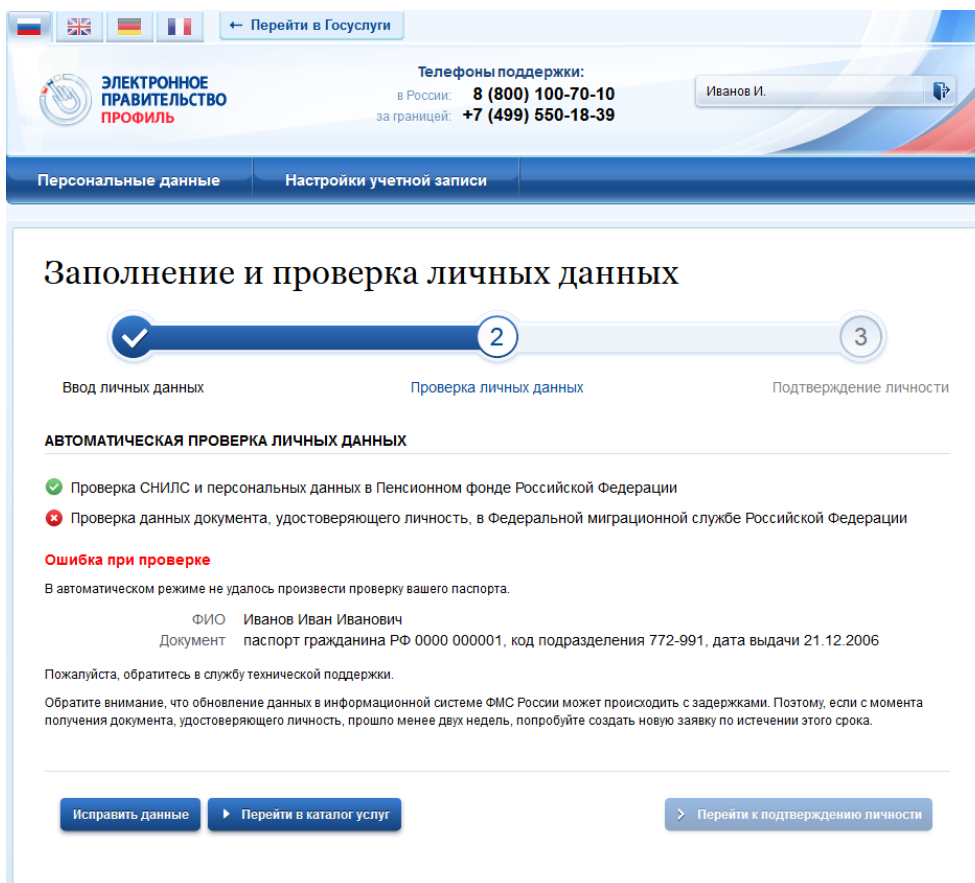 ← Перейти в Госуслуги
ЭЛЕКТРОННОЕ
ПРАВИТЕЛЬСТВО
ПРОФИЛЬ
Телефоны поддержки:
в России: 8 (800) 100-70-10
за границей: +7 (499) 550-18-39
Иванов И.
Персональные данные Настройки учетной записи
Заполнение и проверка личных данных
2 3
Ввод личных данных Проверка личных данных Подтверждение личности
АВТОМАТИЧЕСКАЯ ПРОВЕРКА ЛИЧНЫХ ДАННЫХ
Проверка СНИЛС и персональных данных в Пенсионном фонде Российской Федерации
Проверка данных документа, удостоверяющего личность, в Федеральной миграционной службе Российской Федерации
Ошибка при проверке
В автоматическом режиме не удалось произвести проверку вашего паспорта.
ФИО Иванов Иван Иванович
Документ паспорт гражданина РФ 0000 000001, код подразделения 772-991, дата выдачи 21.12.2006
Пожалуйста, обратитесь в службу технической поддержки.
Обратите внимание, что обновление данных в информационной системе ФМС России может происходить с задержками. Поэтому, если с момента
получения документа, удостоверяющего личность, прошло менее двух недель, попробуйте создать новую заявку по истечении этого срока.
Исправить данные Перейти в каталог услуг Перейти к подтверждению личности